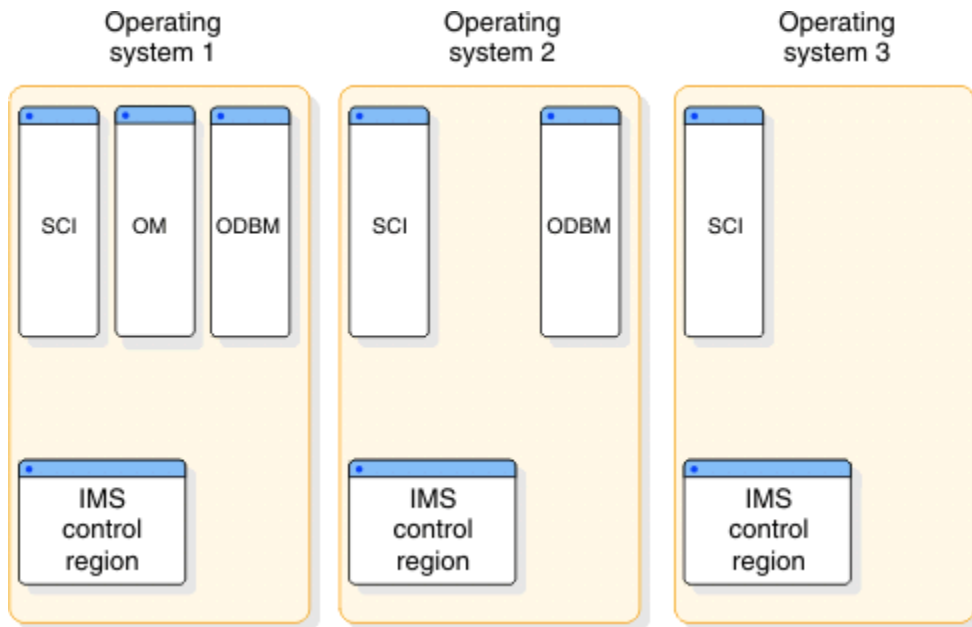 Operating
system 1
Operating
system 2
Operating
system 3
SCI
OM
ODBM
SCI
ODBM
SCI
IMS
control
region
IMS
control
region
IMS
control
region